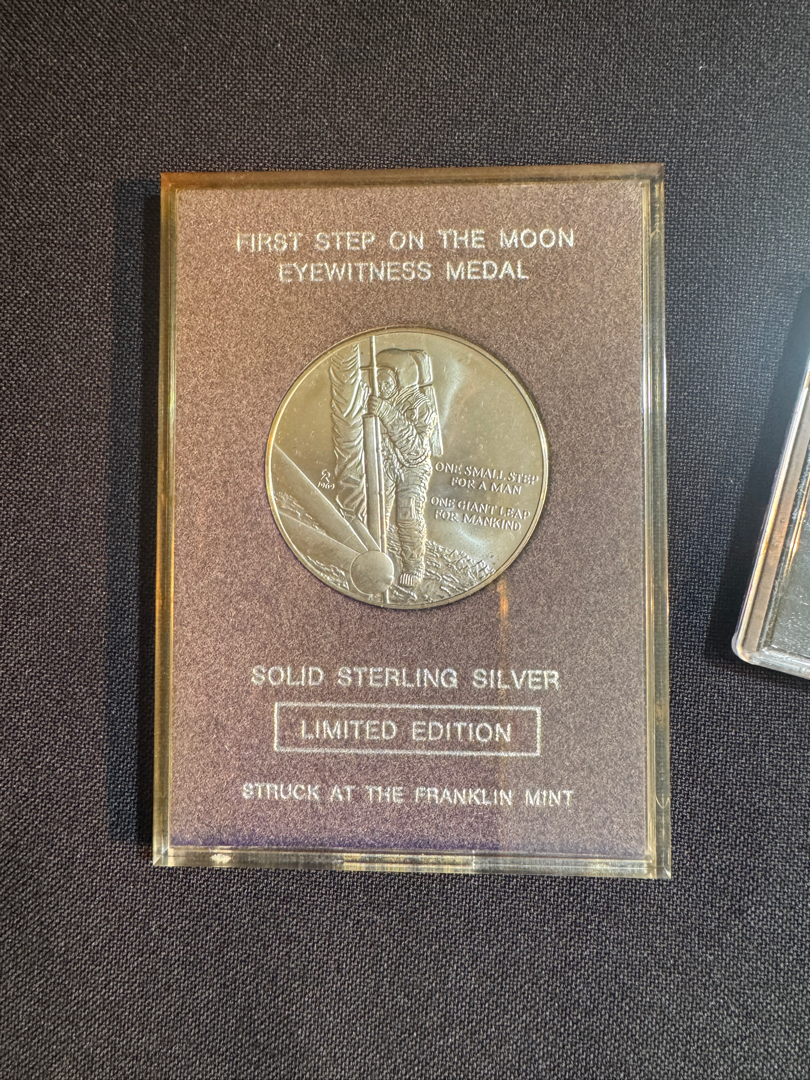 FIRST STEP ON THE MOON
EYEWITNESS MEDAL
ONE SMALL STEP
FOR A MAN
1969
ONE GIANT LEAP
FOR MANKIND
SOLID STERLING SILVER
LIMITED EDITION
STRUCK AT THE FRANKLIN MINT